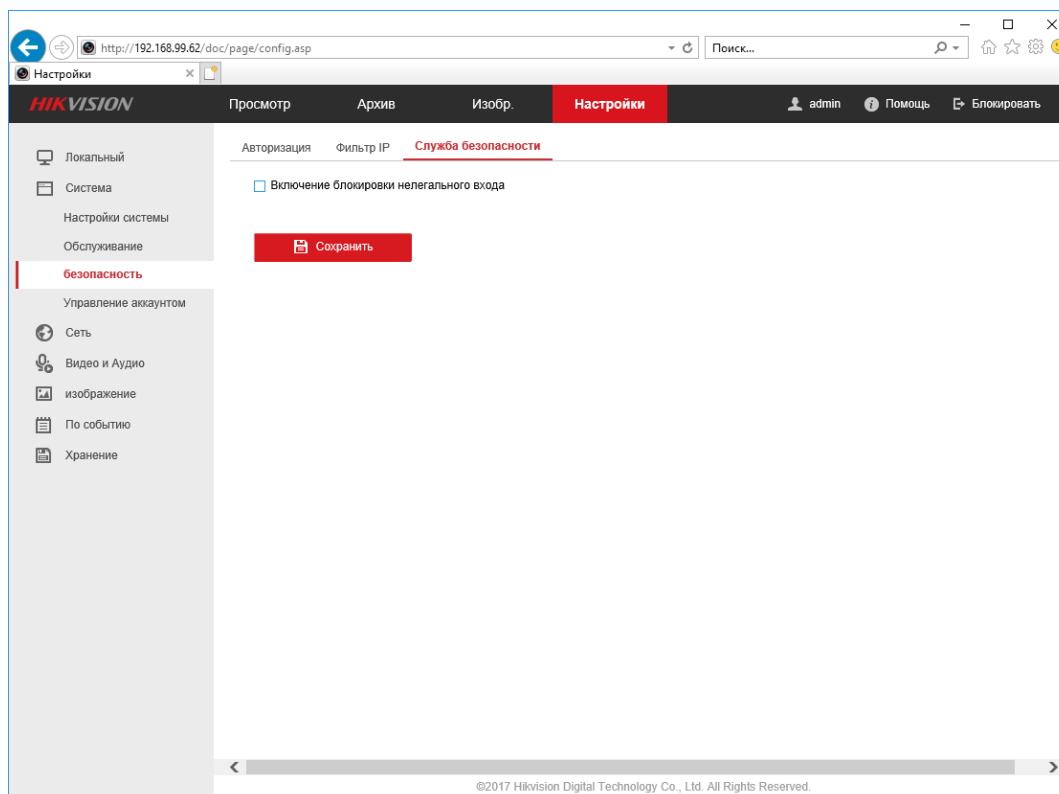 http://192.168.99.62/doc/page/config.asp
Поиск...
Настройки
HIKVISION
Просмотр
Архив
Изобр.
Настройки
admin
Помощь
Блокировать
Локальный
Система
Настройки системы
Обслуживание
безопасность
Управление аккаунтом
Сеть
Видео и Аудио
изображение
По событию
Хранение
Авторизация
Фильтр IP
Служба безопасности
Включение блокировки нелегального входа
Сохранить
©2017 Hikvision Digital Technology Co., Ltd. All Rights Reserved.